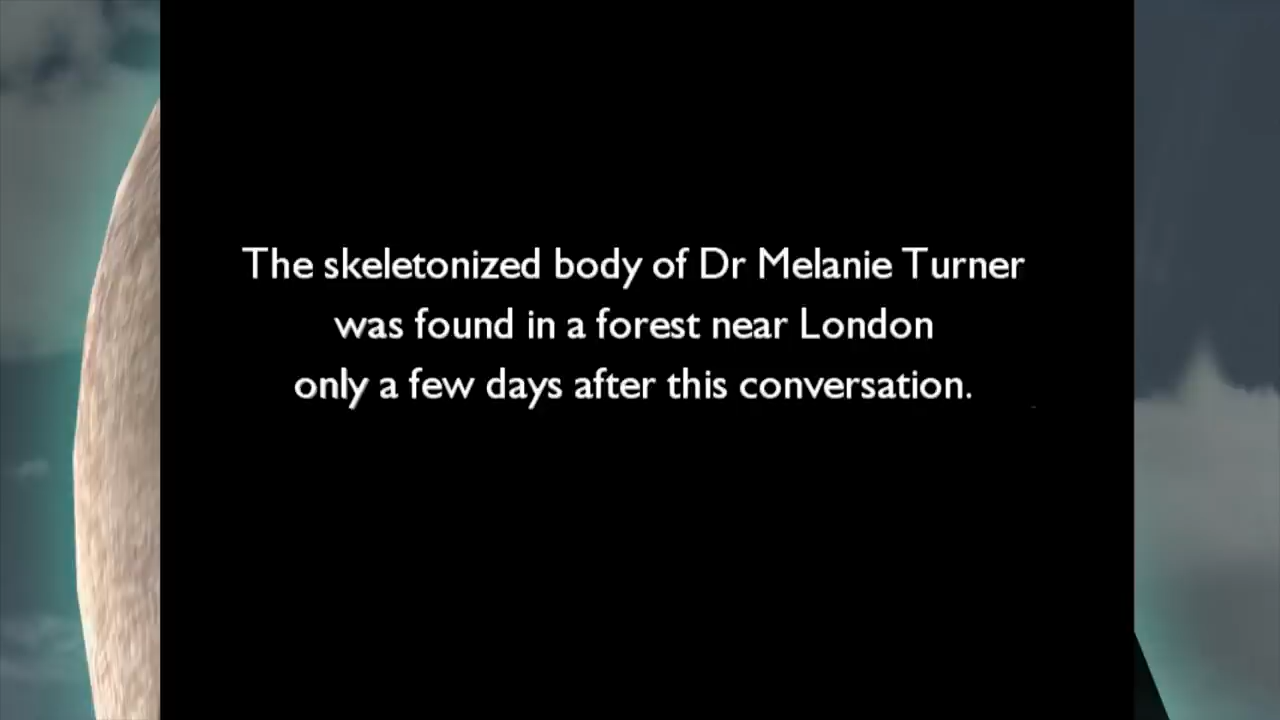 The skeletonized body of Dr Melanie Turner
was found in a forest near London
only a few days after this conversation.